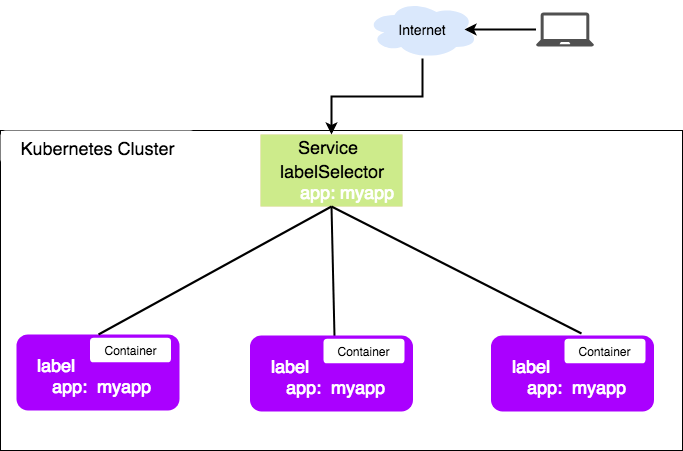 Internet
Kubernetes Cluster
Service
labelSelector
app: myapp
Container
label
app: myapp
Container
label
app: myapp
Container
label
app: myapp